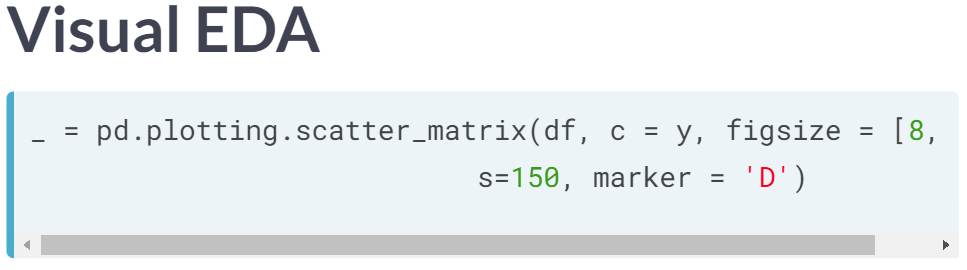 Visual EDA
_ = pd.plotting.scatter_matrix(df, c = y, figsize = [8,
s=150, marker = 'D')